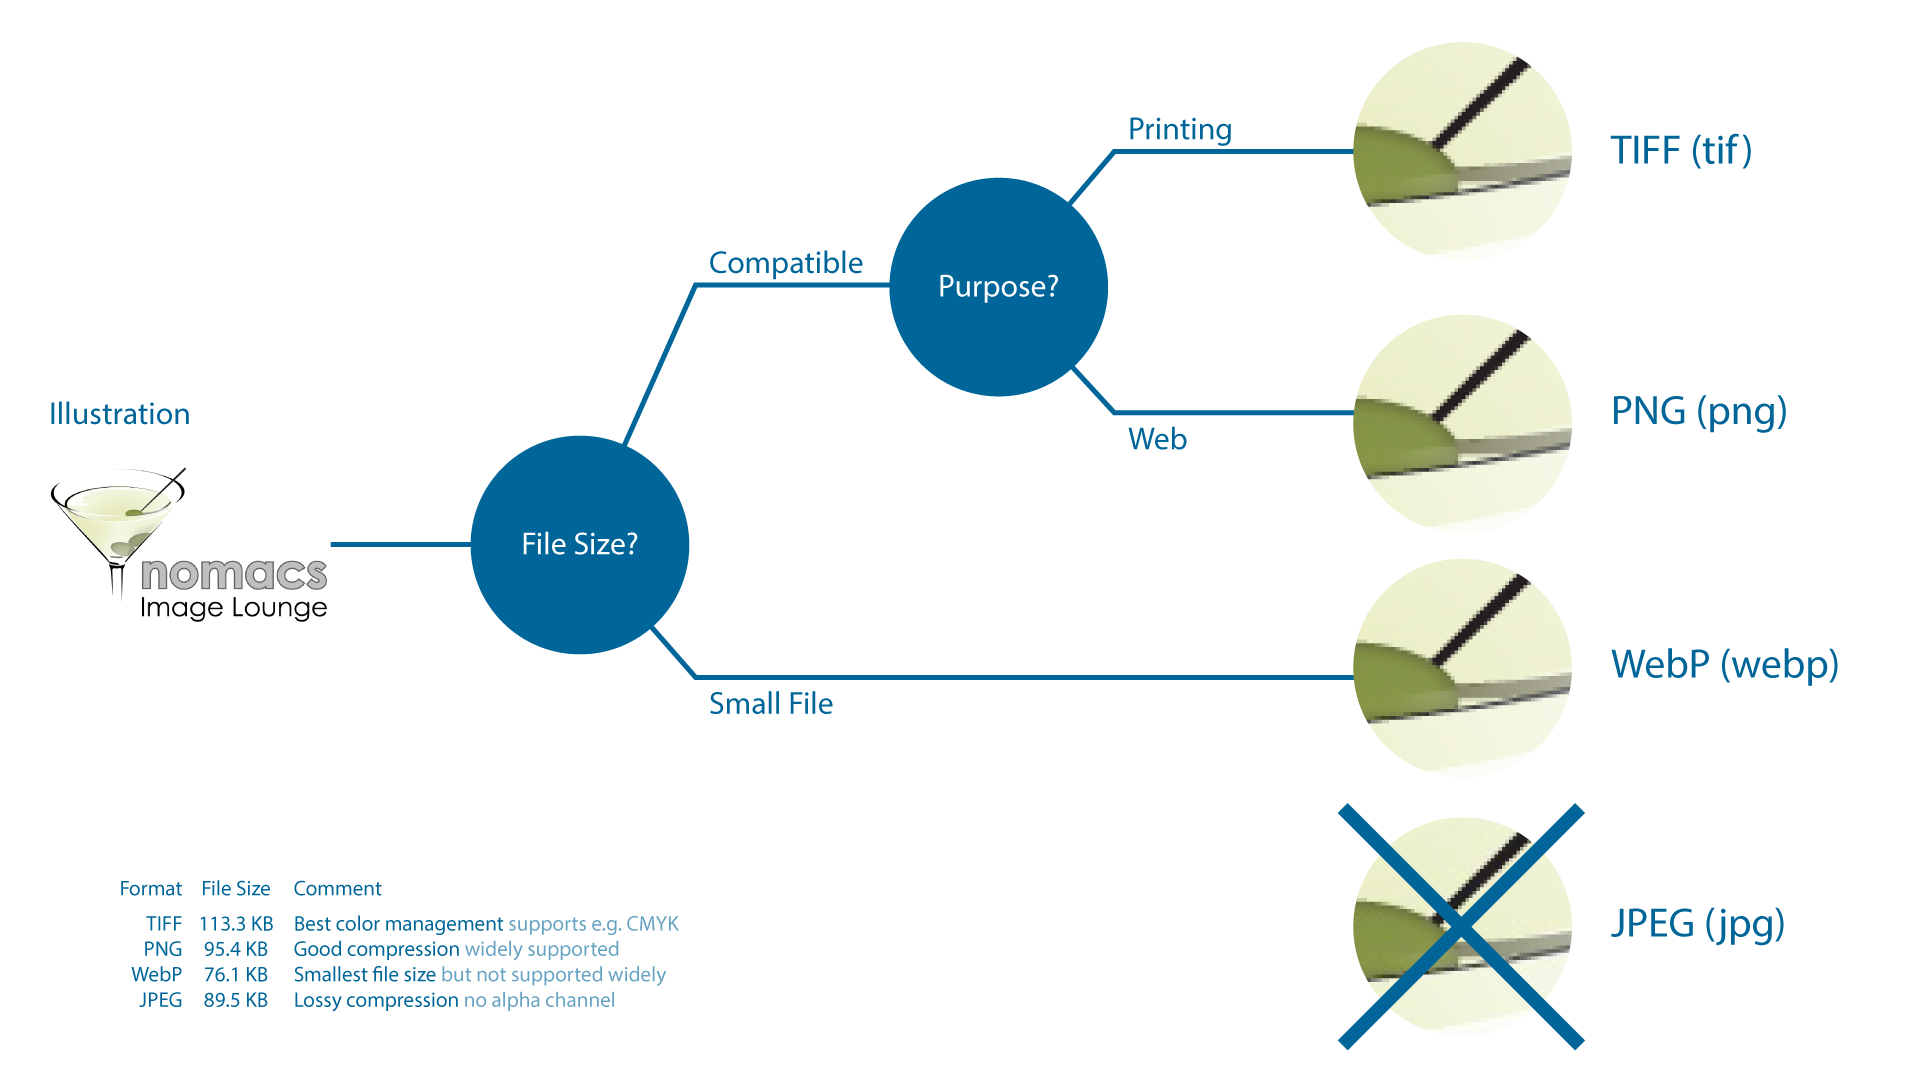 Printing
TIFF (tif)
Compatible
Purpose?
PNG (png)
Web
Illustration
File Size?
nomacs
Image Lounge
WebP (webp)
Small File
JPEG (jpg)
Format File Size Comment
TIFF 113.3 KB Best color management supports e.g. CMYK
PNG 95.4 KB Good compression widely supported
WebP 76.1 KB Smallest file size but not supported widely
JPEG 89.5 KB Lossy compression no alpha channel